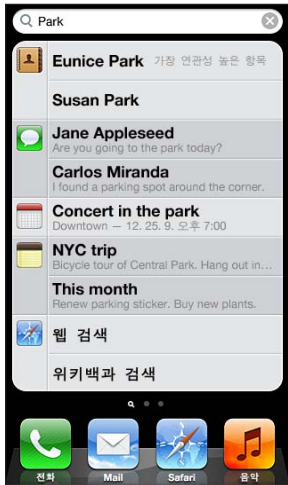 Park
Eunice Park 가장 연관성 높은 항목
Susan Park
Jane Appleseed
Are you going to the park today?
Carlos Miranda
I found a parking spot around the corner.
Concert in the park
Downtown — 12. 25. 9. 오후 7:00
NYC trip
Bicycle tour of Central Park. Hang out in…
This month
Renew parking sticker. Buy new plants.
웹 검색
위키백과 검색
전화 Mail Safari 음악